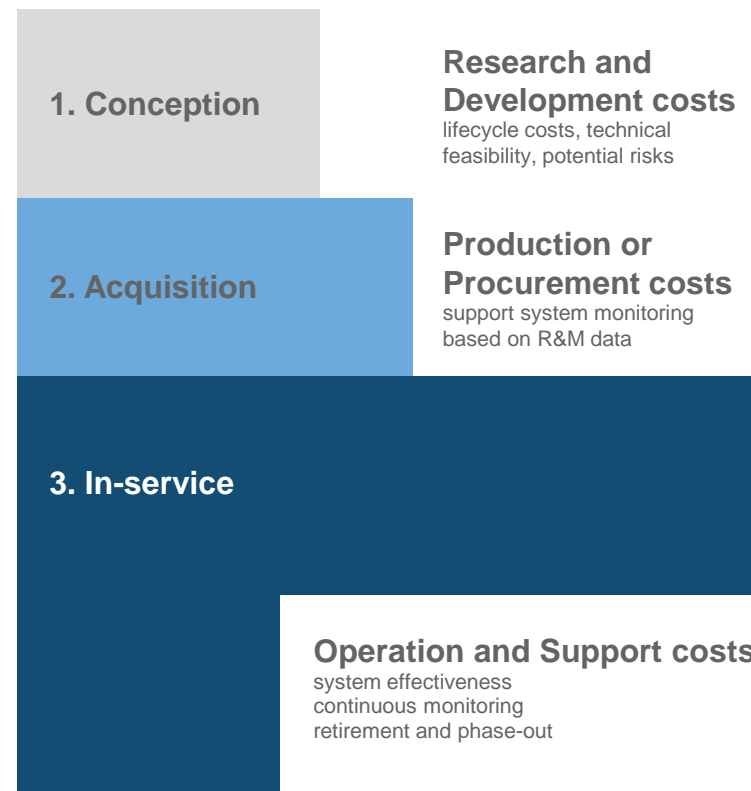 1. Conception
Research and
Development costs
lifecycle costs, technical
feasibility, potential risks
2. Acquisition
Production or
Procurement costs
support system monitoring
based on R&M data
3. In-service
Operation and Support costs
system effectiveness
continuous monitoring
retirement and phase-out